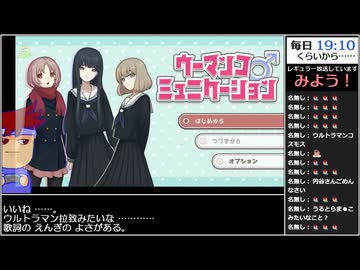 ウーマンコ
ミュニケーション
はじめから
つづきから
オプション
いいね ……。
ウルトラマン拉致みたいな …………
歌詞の えんぎの よさがある。
毎日 19:10
くらいから……
レギュラー放送しています
みよう！
名無し：
名無し：
名無し：
名無し：ウルトラマンコ
スモス
名無し：
名無し：
名無し：円谷さんごめん
なさい
名無し：
名無し：うるとらま●こ
みたいなこと？
名無し：
名無し：
名無し：